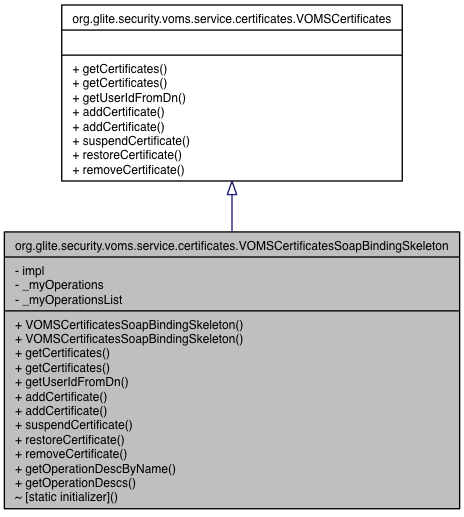 org.glite.security.voms.service.certificates.VOMSCertificates
+ getCertificates()
+ getCertificates()
+ getUserIdFromDn()
+ addCertificate()
+ addCertificate()
+ suspendCertificate()
+ restoreCertificate()
+ removeCertificate()
org.glite.security.voms.service.certificates.VOMSCertificatesSoapBindingSkeleton
- impl
- _myOperations
- _myOperationsList
+ VOMSCertificatesSoapBindingSkeleton()
+ VOMSCertificatesSoapBindingSkeleton()
+ getCertificates()
+ getCertificates()
+ getUserIdFromDn()
+ addCertificate()
+ addCertificate()
+ suspendCertificate()
+ restoreCertificate()
+ removeCertificate()
+ getOperationDescByName()
+ getOperationDescs()
~ [static initializer]()